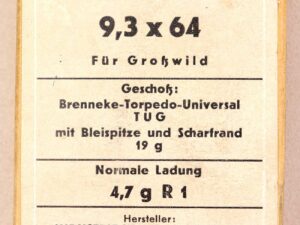 9,3 x 64
Für Großwild
Geschoß:
Brenneke-Torpedo-Universal
TUG
mit Bleispitze und Scharfrand
19 g
Normale Ladung
4,7 g R 1
Hersteller: